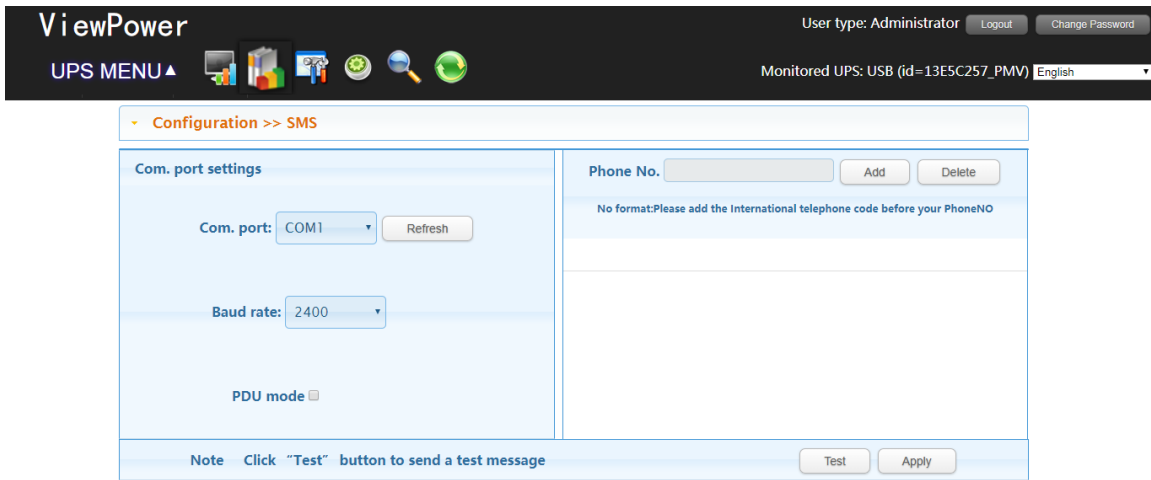 ViewPower
User type: Administrator Logout Change Password
UPS MENU▲
Monitored UPS: USB (id=13E5C257_PMV) English
Configuration >> SMS
Com. port settings
Com. port: COM1 Refresh
Baud rate: 2400
PDU mode
Phone No. Add Delete
No format:Please add the International telephone code before your PhoneNO
Note Click "Test" button to send a test message Test Apply